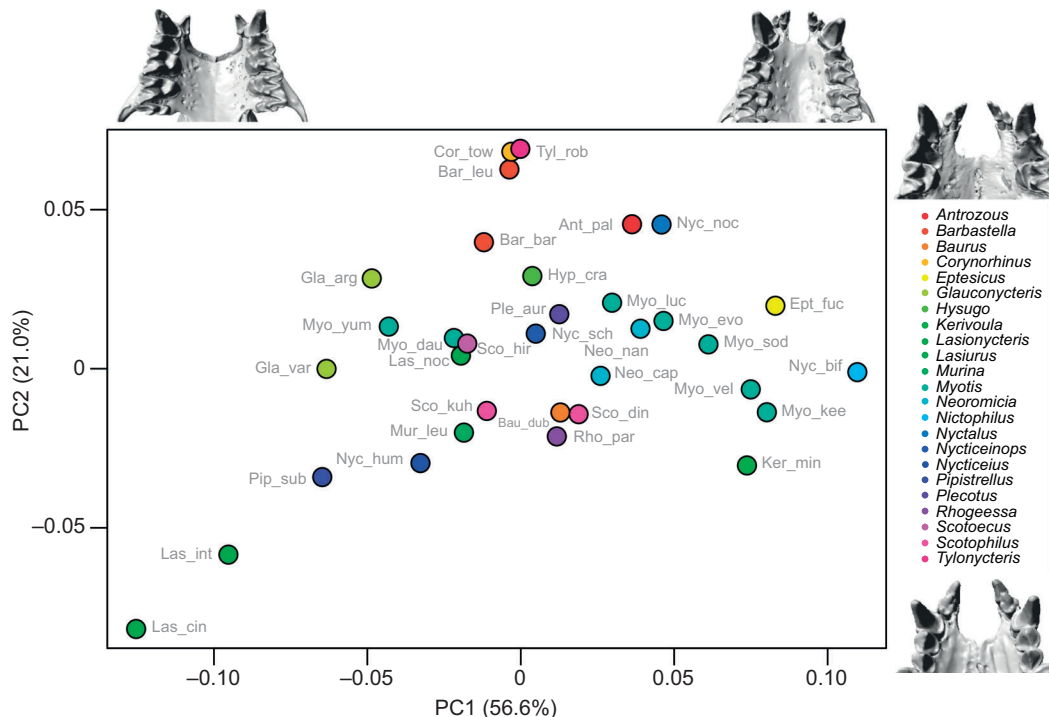 Cor_tow
Tyl_rob
Bar_leu
Ant_pal
Nyc_noc
Bar_bar
Gla_arg
Hyp_cra
Myo_luc
Ple_aur
Ept_fuc
Myo_yum
Myo_evo
Nyc_sch
Myo_dau
Sco_hir
Neo_nan
Myo_sod
Las_noc
Gla_var
Neo_cap
Nyc_bif
Myo_vel
Sco_kuh
Bau_dub
Sco_din
Myo_kee
Mur_leu
Rho_par
Nyc_hum
Ker_min
Pip_sub
Las_int
Las_cin
0.05
0
–0.05
PC2 (21.0%)
–0.10
–0.05
0
0.05
0.10
PC1 (56.6%)
Antrozous
Barbastella
Baurus
Corynorhinus
Eptesicus
Glauconycteris
Hysugo
Kerivoula
Lasionycteris
Lasiurus
Murina
Myotis
Neoromicia
Nictophilus
Nyctalus
Nycticeinops
Nycticeius
Pipistrellus
Plecotus
Rhogeessa
Scotoecus
Scotophilus
Tylonycteris